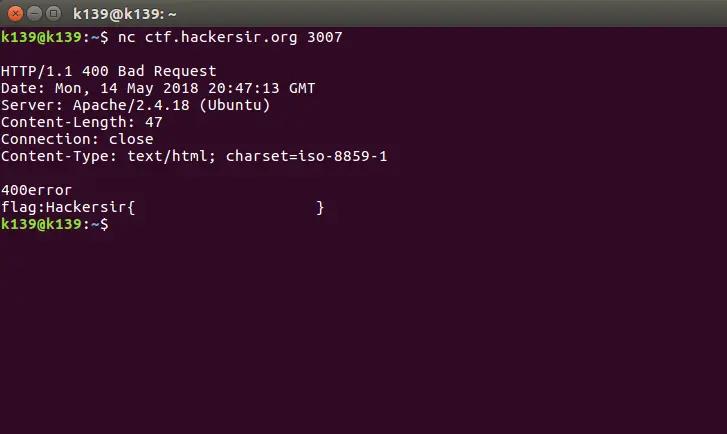 k139@k139: ~
k139@k139:~$ nc ctf.hackersir.org 3007
HTTP/1.1 400 Bad Request
Date: Mon, 14 May 2018 20:47:13 GMT
Server: Apache/2.4.18 (Ubuntu)
Content-Length: 47
Connection: close
Content-Type: text/html; charset=iso-8859-1
400error
flag:Hackersir{                     }
k139@k139:~$